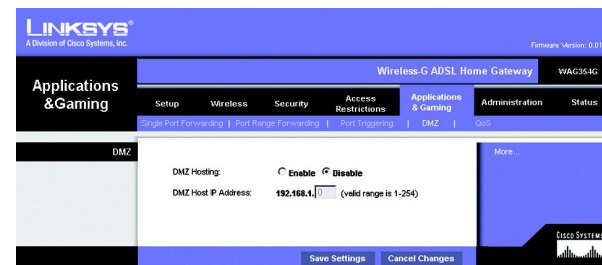 LINKSYS®
A Division of Cisco Systems, Inc.
Firmware Version: 0.01
Wireless-G ADSL Home Gateway WAG354G
Applications
&Gaming
Setup Wireless Security Access Restrictions Applications & Gaming Administration Status
Single Port Forwarding | Port Range Forwarding | Port Triggering | DMZ | QoS
DMZ
More...
DMZ Hosting: Enable Disable
DMZ Host IP Address: 192.168.1. 0 (valid range is 1-254)
CISCO SYSTEMS
Save Settings Cancel Changes